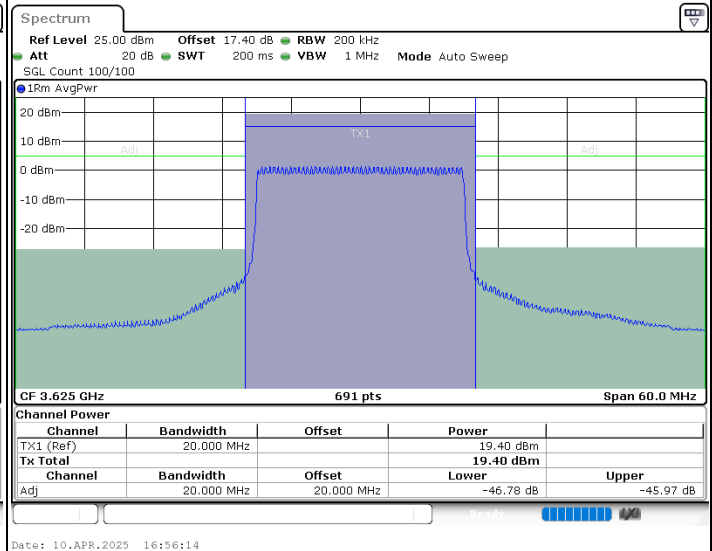 Spectrum
Ref Level 25.00 dBm Offset 17.40 dB RBW 200 kHz
Att 20 dB SWT 200 ms VBW 1 MHz Mode Auto Sweep
SGL Count 100/100
1Rm AvgPwr
20 dBm
TX1
10 dBm
Adj Adj
0 dBm
-10 dBm
-20 dBm
CF 3.625 GHz 691 pts Span 60.0 MHz
Channel Power
Channel Bandwidth Offset Power
TX1 (Ref) 20.000 MHz 19.40 dBm
Tx Total 19.40 dBm
Channel Bandwidth Offset Lower Upper
Adj 20.000 MHz 20.000 MHz -46.78 dB -45.97 dB
Ready
Date: 10.APR.2025 16:56:14